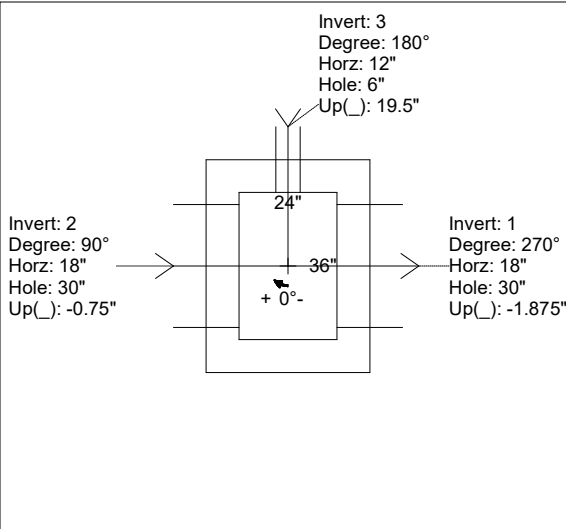 Invert: 3
Degree: 180°
Horz: 12"
Hole: 6"
Up(_): 19.5"
24"
Invert: 2
Degree: 90°
Horz: 18"
Hole: 30"
Up(_): -0.75"
36"
+ 0°-
Invert: 1
Degree: 270°
Horz: 18"
Hole: 30"
Up(_): -1.875"